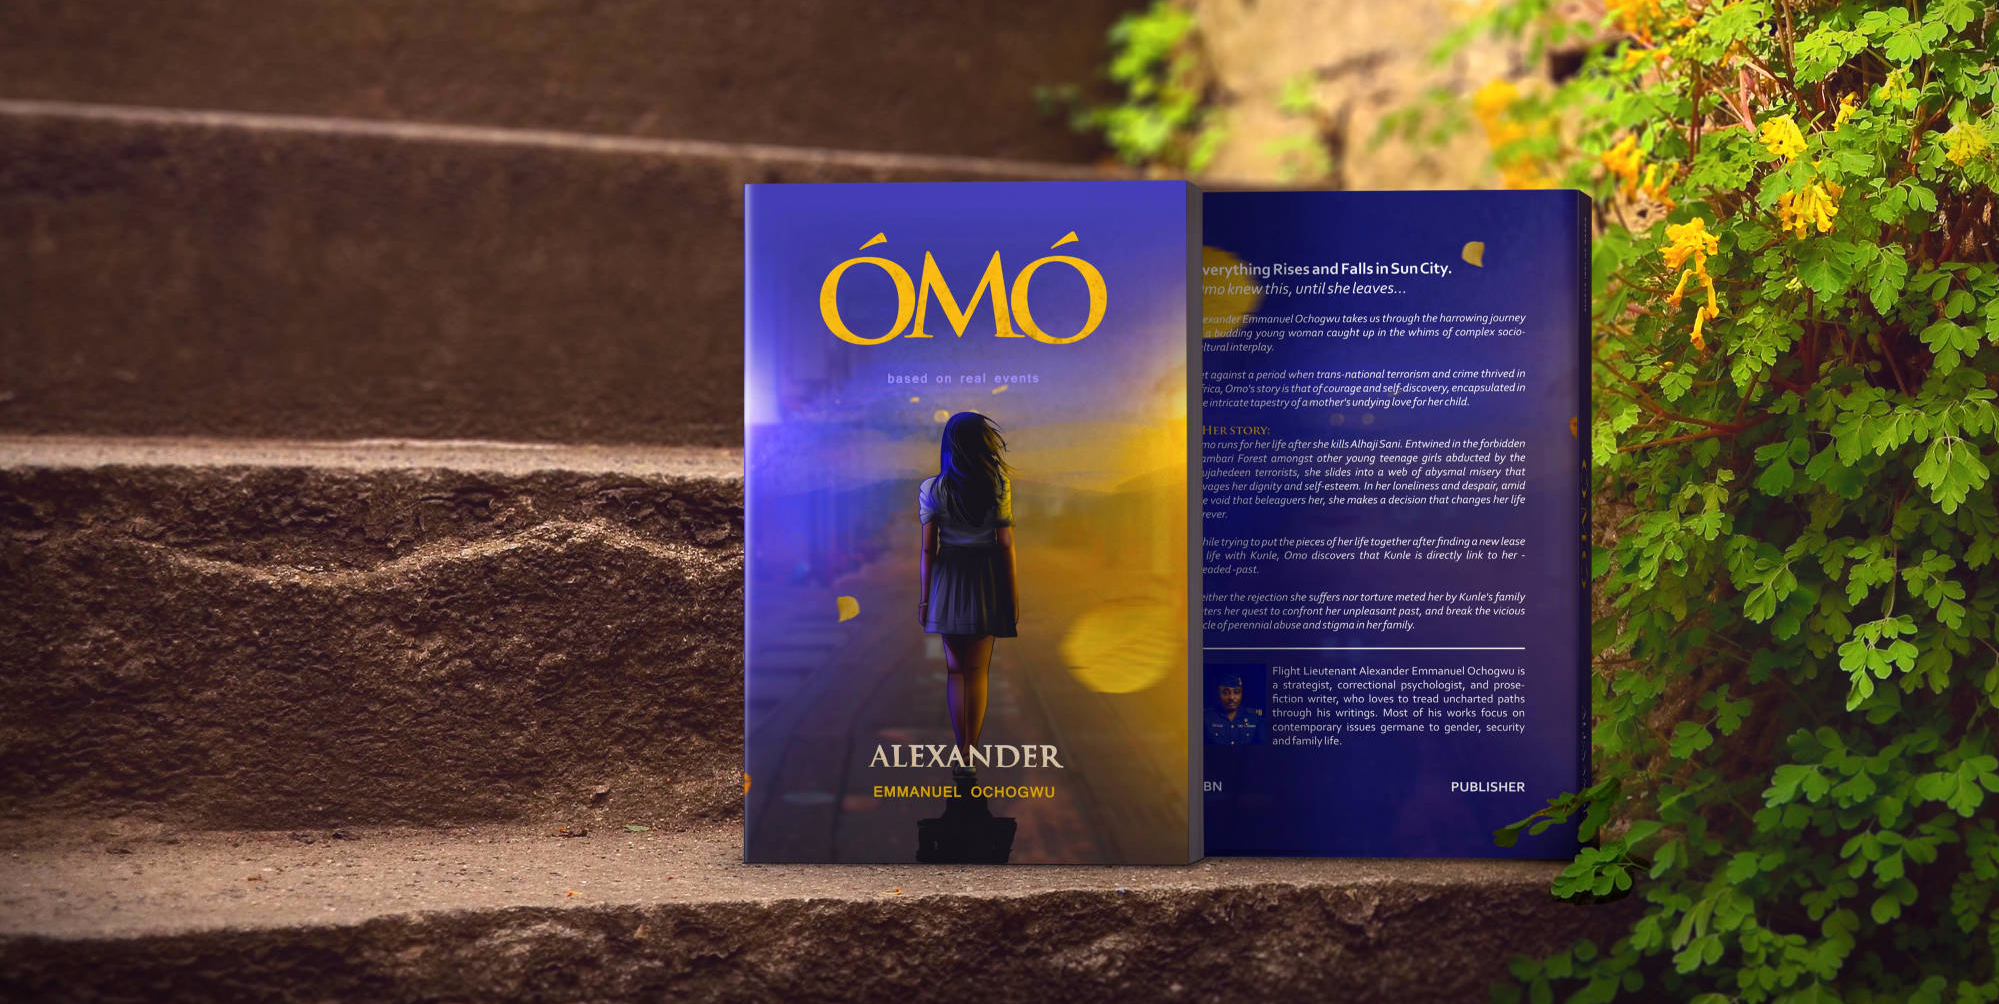 ÓMÓ
based on real events
ALEXANDER
EMMANUEL OCHOGWU
verything Rises and Falls in Sun City.
mo knew this, until she leaves...
exander Emmanuel Ochogwu takes us through the harrowing journey
a budding young woman caught up in the whims of complex socio-
ltural interplay.
t against a period when trans-national terrorism and crime thrived in
frica, Omo's story is that of courage and self-discovery, encapsulated in
e intricate tapestry of a mother's undying love for her child.
HER STORY:
mo runs for her life after she kills Alhaji Sani. Entwined in the forbidden
ambari Forest amongst other young teenage girls abducted by the
ujahedeen terrorists, she slides into a web of abysmal misery that
vages her dignity and self-esteem. In her loneliness and despair, amid
e void that beleaguers her, she makes a decision that changes her life
rever.
hile trying to put the pieces of her life together after finding a new lease
life with Kunle, Omo discovers that Kunle is directly link to her -
eaded -past.
either the rejection she suffers nor torture meted her by Kunle's family
ters her quest to confront her unpleasant past, and break the vicious
cle of perennial abuse and stigma in her family.
Flight Lieutenant Alexander Emmanuel Ochogwu is
a strategist, correctional psychologist, and prose-
fiction writer, who loves to tread uncharted paths
through his writings. Most of his works focus on
contemporary issues germane to gender, security
and family life.
BN
PUBLISHER